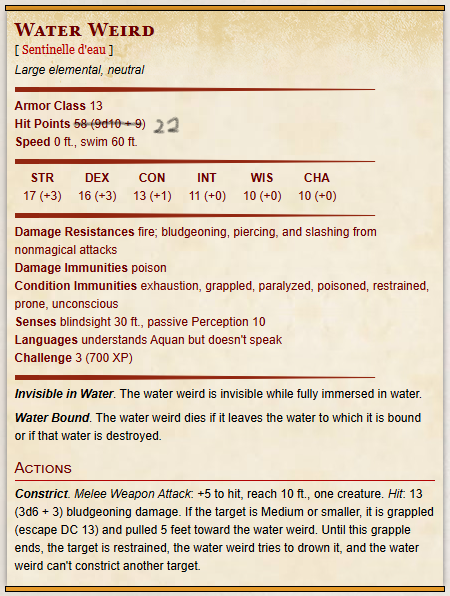 WATER WEIRD
[ Sentinelle d'eau ]
Large elemental, neutral
Armor Class 13
Hit Points 58 (9d10 + 9) 22
Speed 0 ft., swim 60 ft.
STR DEX CON INT WIS CHA
17 (+3) 16 (+3) 13 (+1) 11 (+0) 10 (+0) 10 (+0)
Damage Resistances fire; bludgeoning, piercing, and slashing from
nonmagical attacks
Damage Immunities poison
Condition Immunities exhaustion, grappled, paralyzed, poisoned, restrained,
prone, unconscious
Senses blindsight 30 ft., passive Perception 10
Languages understands Aquan but doesn't speak
Challenge 3 (700 XP)
Invisible in Water. The water weird is invisible while fully immersed in water.
Water Bound. The water weird dies if it leaves the water to which it is bound
or if that water is destroyed.
ACTIONS
Constrict. Melee Weapon Attack: +5 to hit, reach 10 ft., one creature. Hit: 13
(3d6 + 3) bludgeoning damage. If the target is Medium or smaller, it is grappled
(escape DC 13) and pulled 5 feet toward the water weird. Until this grapple
ends, the target is restrained, the water weird tries to drown it, and the water
weird can't constrict another target.